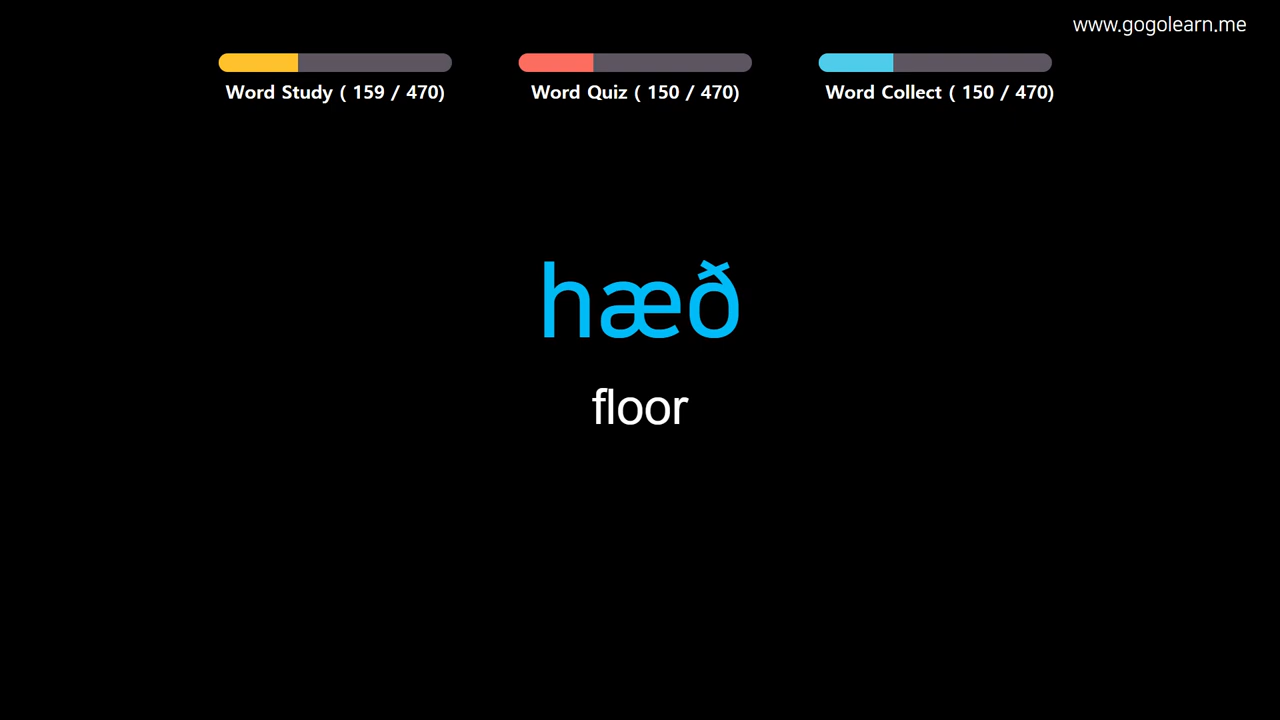 www.gogolearn.me
Word Study ( 159 / 470)
Word Quiz ( 150 / 470)
Word Collect ( 150 / 470)
hæð
floor